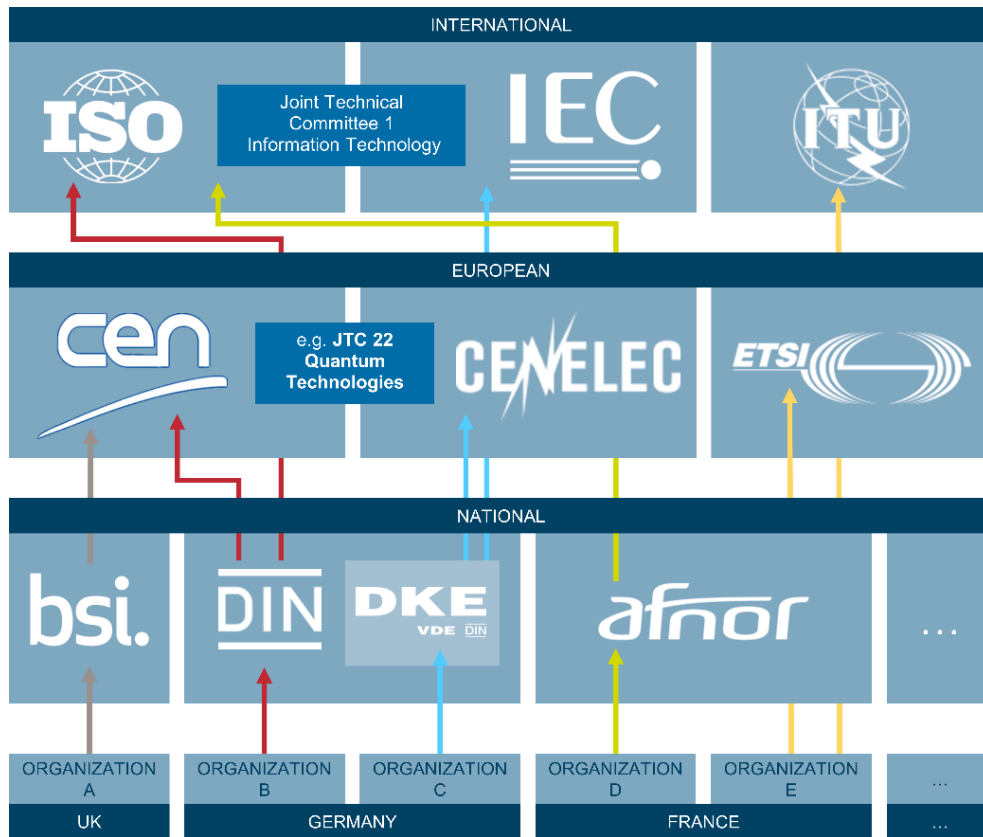 INTERNATIONAL
ISO
Joint Technical
Committee 1
Information Technology
IEC
ITU
EUROPEAN
cen
e.g. JTC 22
Quantum
Technologies
CENELEC
ETSI
NATIONAL
bsi.
DIN
DKE
VDE DIN
afnor
...
ORGANIZATION
A
ORGANIZATION
B
ORGANIZATION
C
ORGANIZATION
D
ORGANIZATION
E
...
UK
GERMANY
FRANCE
...